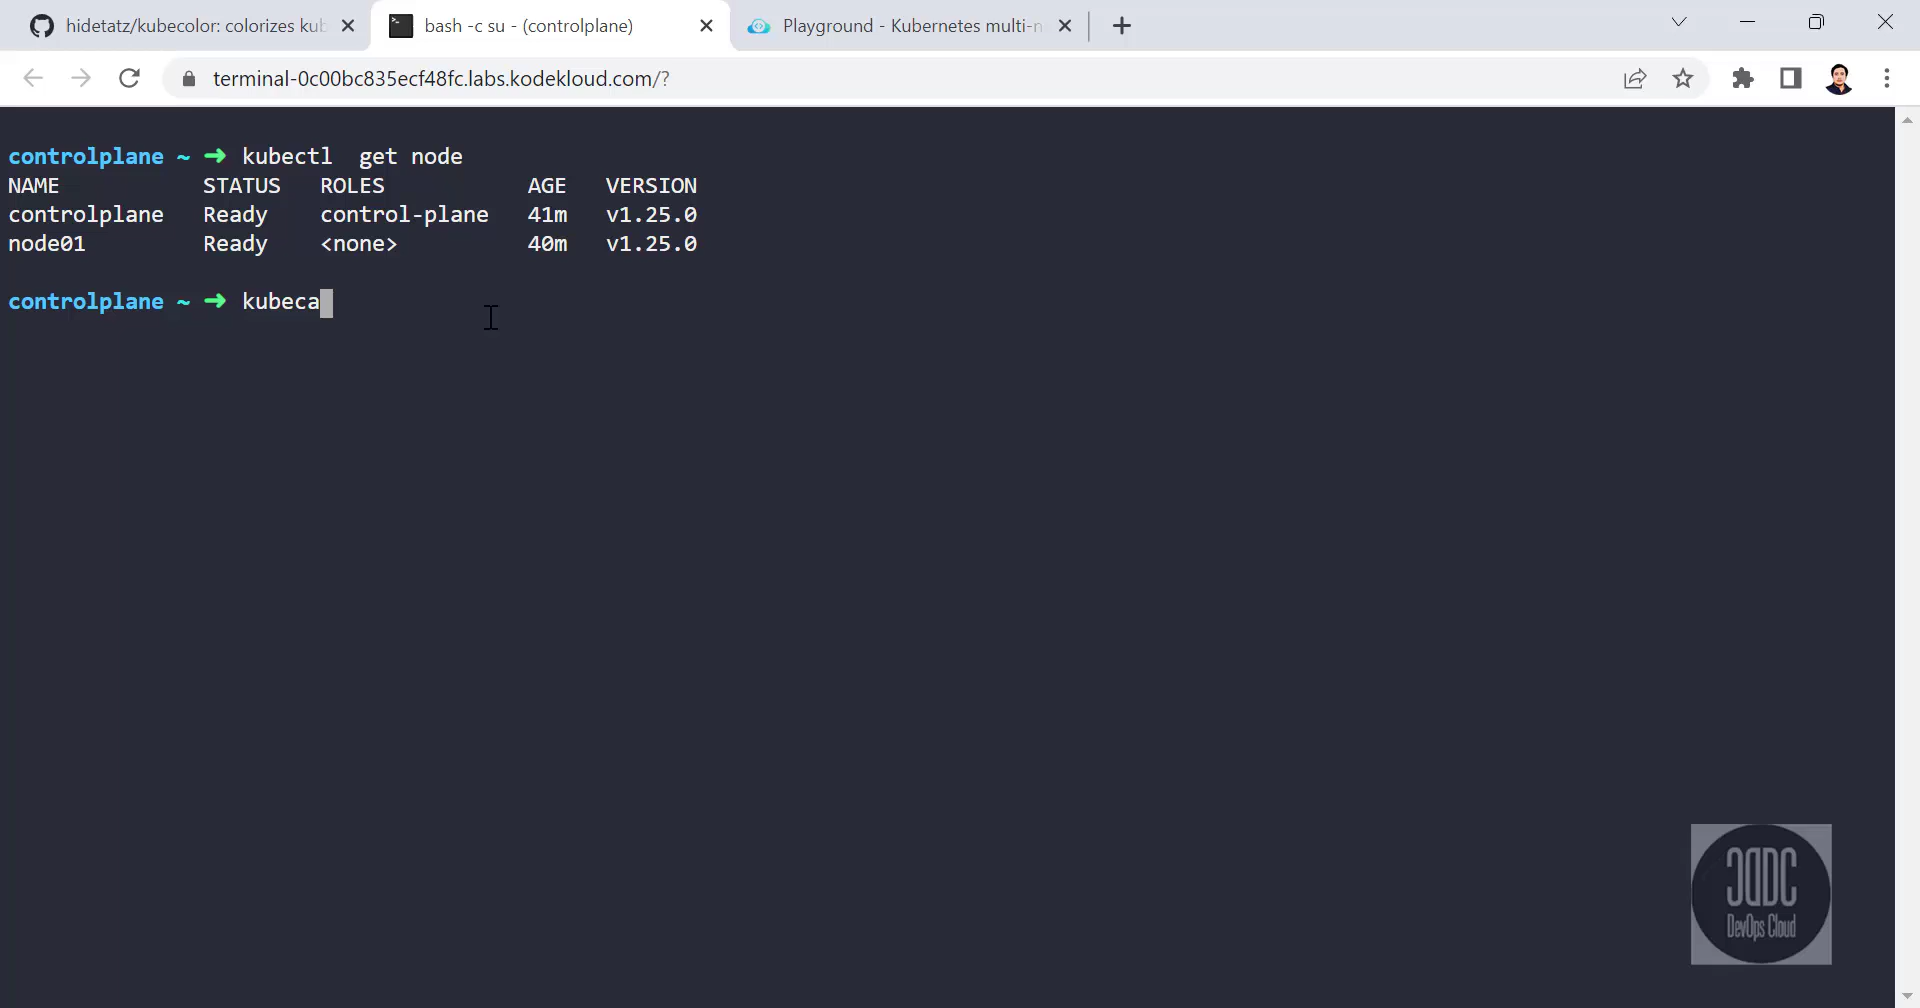 hidetatz/kubecolor: colorizes kub
bash -c su - (controlplane)
Playground - Kubernetes multi-n
terminal-0c00bc835ecf48fc.labs.kodekloud.com/?
controlplane ~ ➜ kubectl  get node
NAME STATUS ROLES AGE VERSION
controlplane Ready control-plane 41m v1.25.0
node01 Ready <none> 40m v1.25.0
controlplane ~ ➜ kubeca
DevOps Cloud